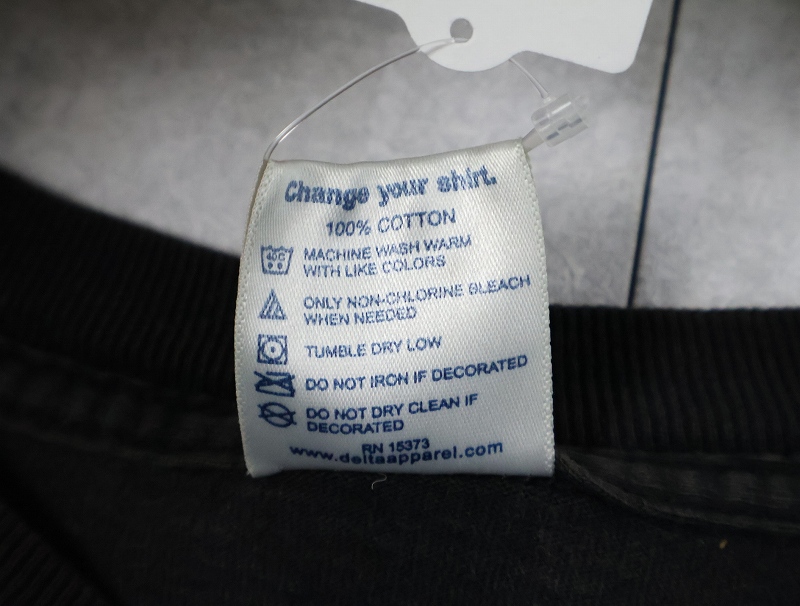 Change your shirt.
100% COTTON
40C
MACHINE WASH WARM
WITH LIKE COLORS
ONLY NON-CHLORINE BLEACH
WHEN NEEDED
TUMBLE DRY LOW
DO NOT IRON IF DECORATED
DO NOT DRY CLEAN IF
DECORATED
RN 15373
www.deltaapparel.com